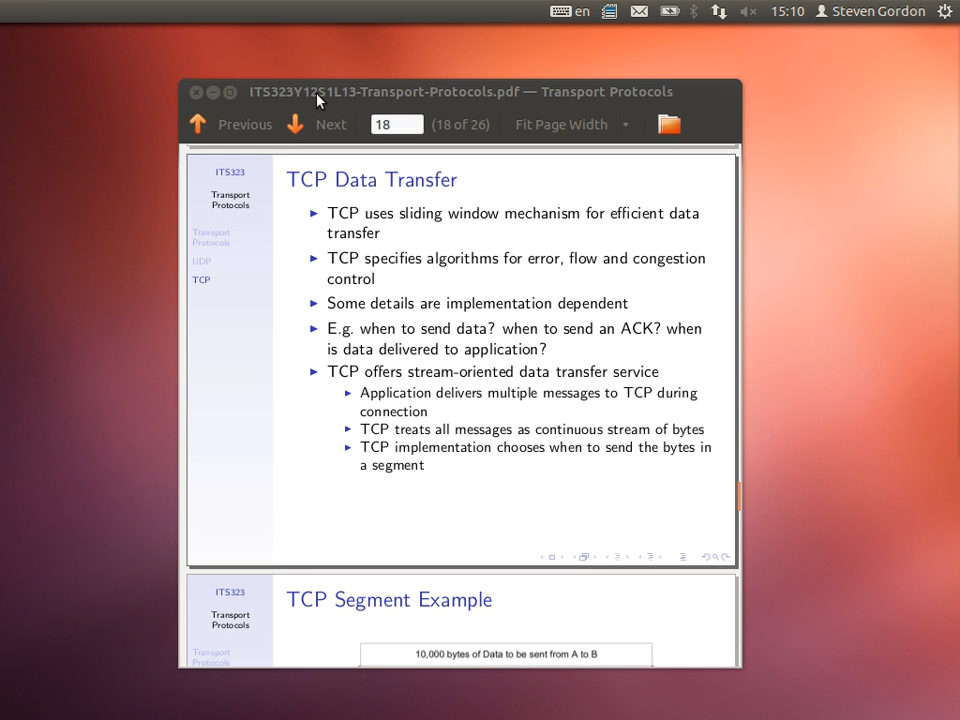 en 15:10 Steven Gordon
ITS323Y12S1L13-Transport-Protocols.pdf — Transport Protocols
Previous Next 18 (18 of 26) Fit Page Width
ITS323
Transport
Protocols
Transport
Protocols
UDP
TCP
TCP Data Transfer
► TCP uses sliding window mechanism for efficient data
transfer
► TCP specifies algorithms for error, flow and congestion
control
► Some details are implementation dependent
► E.g. when to send data? when to send an ACK? when
is data delivered to application?
► TCP offers stream-oriented data transfer service
► Application delivers multiple messages to TCP during
connection
► TCP treats all messages as continuous stream of bytes
► TCP implementation chooses when to send the bytes in
a segment
ITS323
Transport
Protocols
Transport
Protocols
TCP Segment Example
10,000 bytes of Data to be sent from A to B